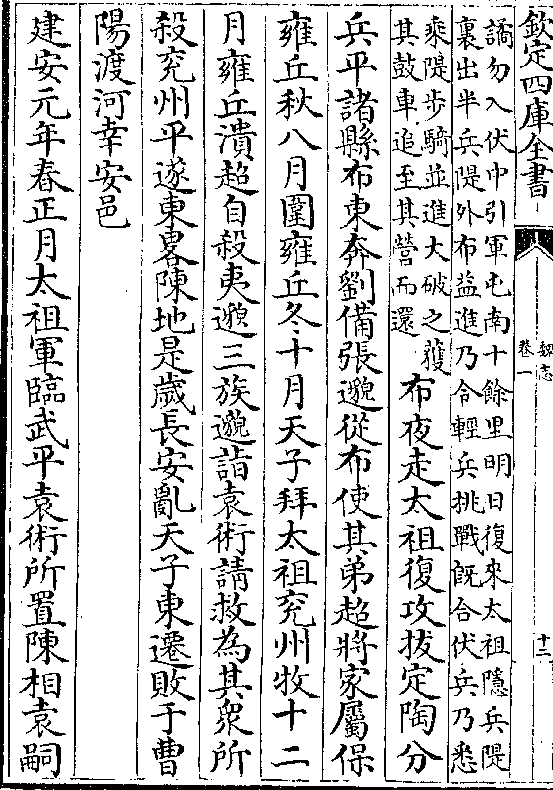 欽定四庫全書
魏志
卷一
十二
譎勿入伏中引軍屯南十餘里明日復來太祖隱兵隄
裏出半兵隄外布益進乃令輕兵挑戰既合伏兵乃悉
乘隄步騎並進大破之獲
其鼓車追至其營而還
布夜走太祖復攻拔定陶分
兵平諸縣布東奔劉備張邈從布使其弟超將家屬保
雍丘秋八月圍雍丘冬十月天子拜太祖兖州牧十二
月雍丘潰超自殺夷邈三族邈詣袁術請救為其衆所
殺兖州平遂東畧陳地是歲長安亂天子東遷敗于曹
陽渡河幸安邑
建安元年春正月太祖軍臨武平袁術所置陳相袁嗣